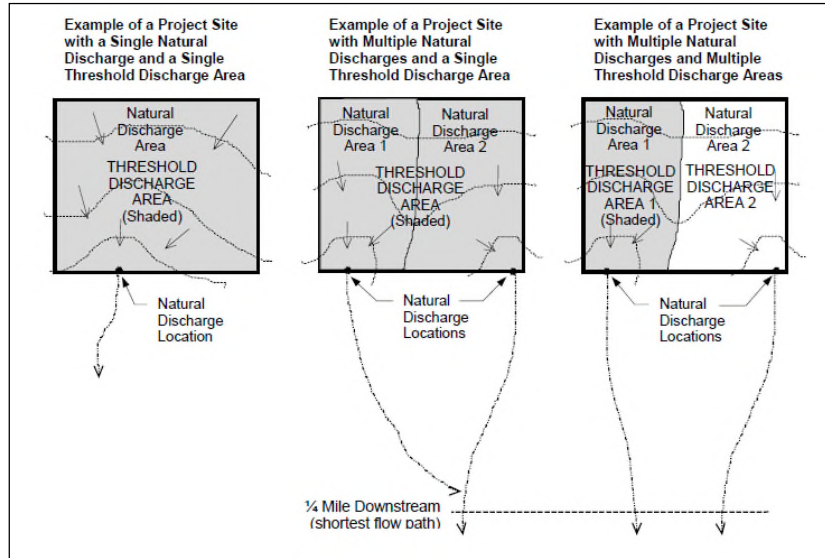 Example of a Project Site
with a Single Natural
Discharge and a Single
Threshold Discharge Area
Example of a Project Site
with Multiple Natural
Discharges and a Single
Threshold Discharge Area
Example of a Project Site
with Multiple Natural
Discharges and Multiple
Threshold Discharge Areas
Natural
Discharge
Area
THRESHOLD
DISCHARGE
AREA
(Shaded)
Natural
Discharge
Location
Natural
Discharge
Area 1
Natural
Discharge
Area 2
THRESHOLD
DISCHARGE
AREA
(Shaded)
Natural
Discharge
Locations
Natural
Discharge
Area 1
Natural
Discharge
Area 2
THRESHOLD
DISCHARGE
AREA 1
(Shaded)
THRESHOLD
DISCHARGE
AREA 2
Natural
Discharge
Locations
¼ Mile Downstream
(shortest flow path)